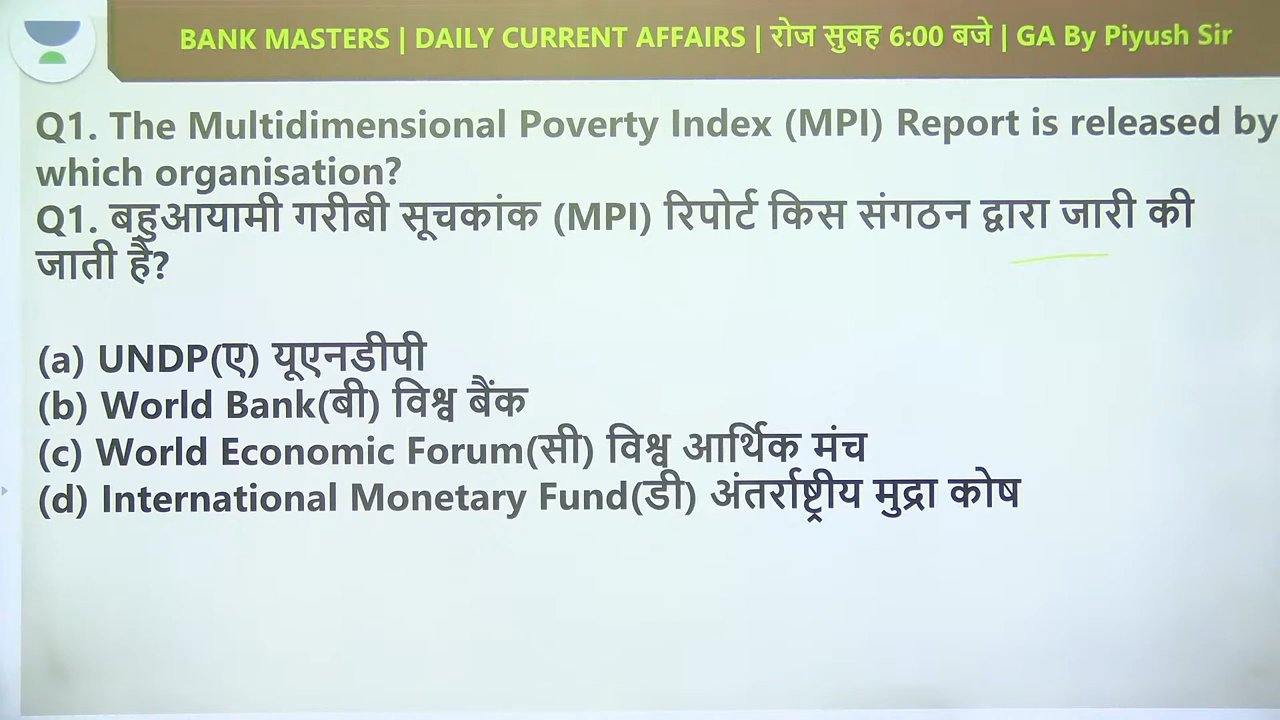 BANK MASTERS | DAILY CURRENT AFFAIRS | रोज सुबह 6:00 बजे | GA By Piyush Sir
Q1. The Multidimensional Poverty Index (MPI) Report is released by
which organisation?
Q1. बहुआयामी गरीबी सूचकांक (MPI) रिपोर्ट किस संगठन द्वारा जारी की
जाती है?
(a) UNDP(ए) यूएनडीपी
(b) World Bank(बी) विश्व बैंक
(c) World Economic Forum(सी) विश्व आर्थिक मंच
(d) International Monetary Fund(डी) अंतर्राष्ट्रीय मुद्रा कोष